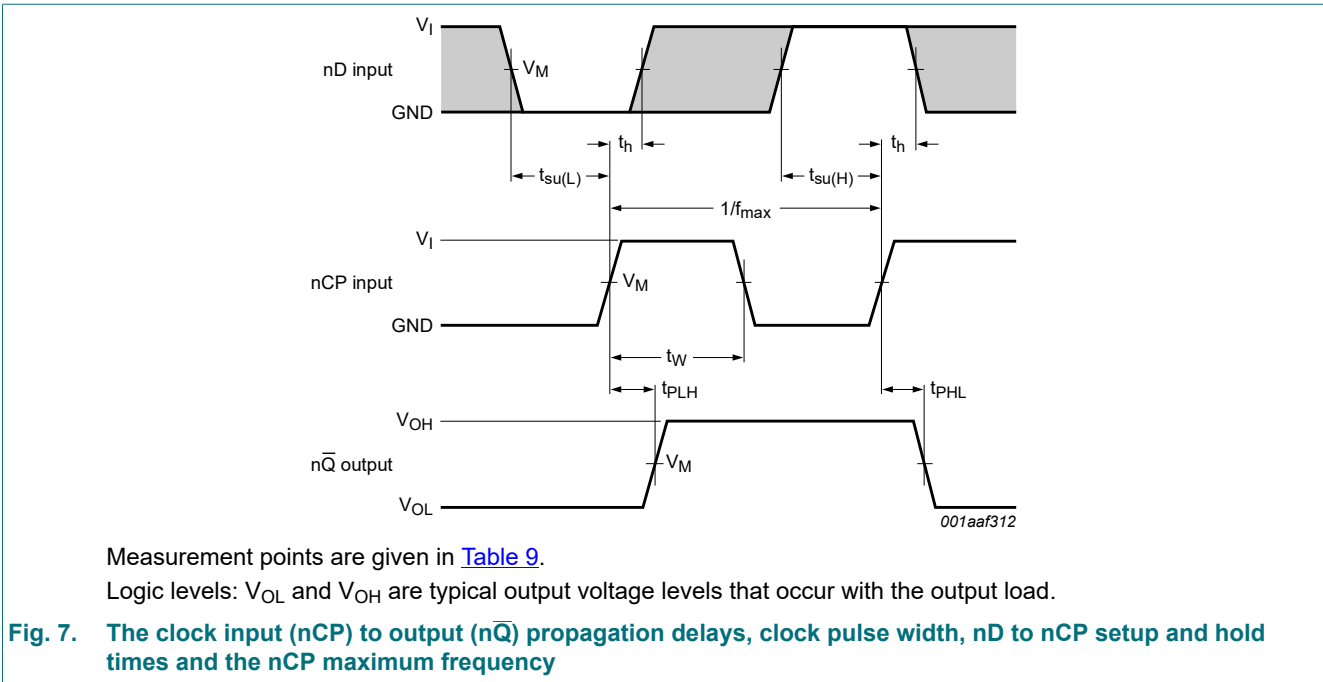 V_I
nD input
V_M
GND
t_h
t_h
t_su(L)
t_su(H)
1/f_max
V_I
nCP input
V_M
GND
t_W
t_PLH
t_PHL
V_OH
nQ̅ output
V_M
V_OL
001aaf312
Measurement points are given in Table 9.
Logic levels: V_OL and V_OH are typical output voltage levels that occur with the output load.
Fig. 7. The clock input (nCP) to output (nQ̅) propagation delays, clock pulse width, nD to nCP setup and hold
times and the nCP maximum frequency